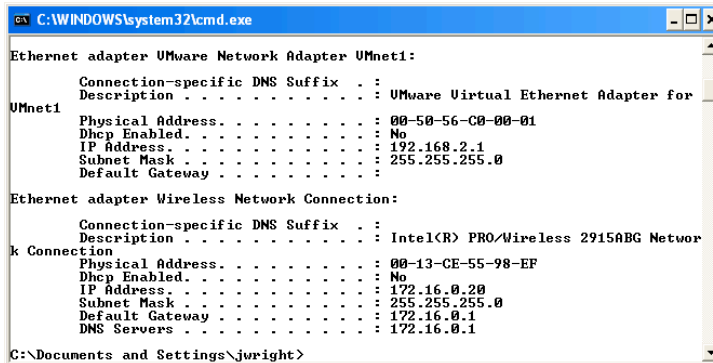 C:\WINDOWS\system32\cmd.exe
Ethernet adapter VMware Network Adapter VMnet1:
Connection-specific DNS Suffix  . :
Description . . . . . . . . . . . : VMware Virtual Ethernet Adapter for
VMnet1
Physical Address. . . . . . . . . : 00-50-56-C0-00-01
Dhcp Enabled. . . . . . . . . . . : No
IP Address. . . . . . . . . . . . : 192.168.2.1
Subnet Mask . . . . . . . . . . . : 255.255.255.0
Default Gateway . . . . . . . . . :
Ethernet adapter Wireless Network Connection:
Connection-specific DNS Suffix  . :
Description . . . . . . . . . . . : Intel(R) PRO/Wireless 2915ABG Networ
k Connection
Physical Address. . . . . . . . . : 00-13-CE-55-98-EF
Dhcp Enabled. . . . . . . . . . . : No
IP Address. . . . . . . . . . . . : 172.16.0.20
Subnet Mask . . . . . . . . . . . : 255.255.255.0
Default Gateway . . . . . . . . . : 172.16.0.1
DNS Servers . . . . . . . . . . . : 172.16.0.1
C:\Documents and Settings\jwright>